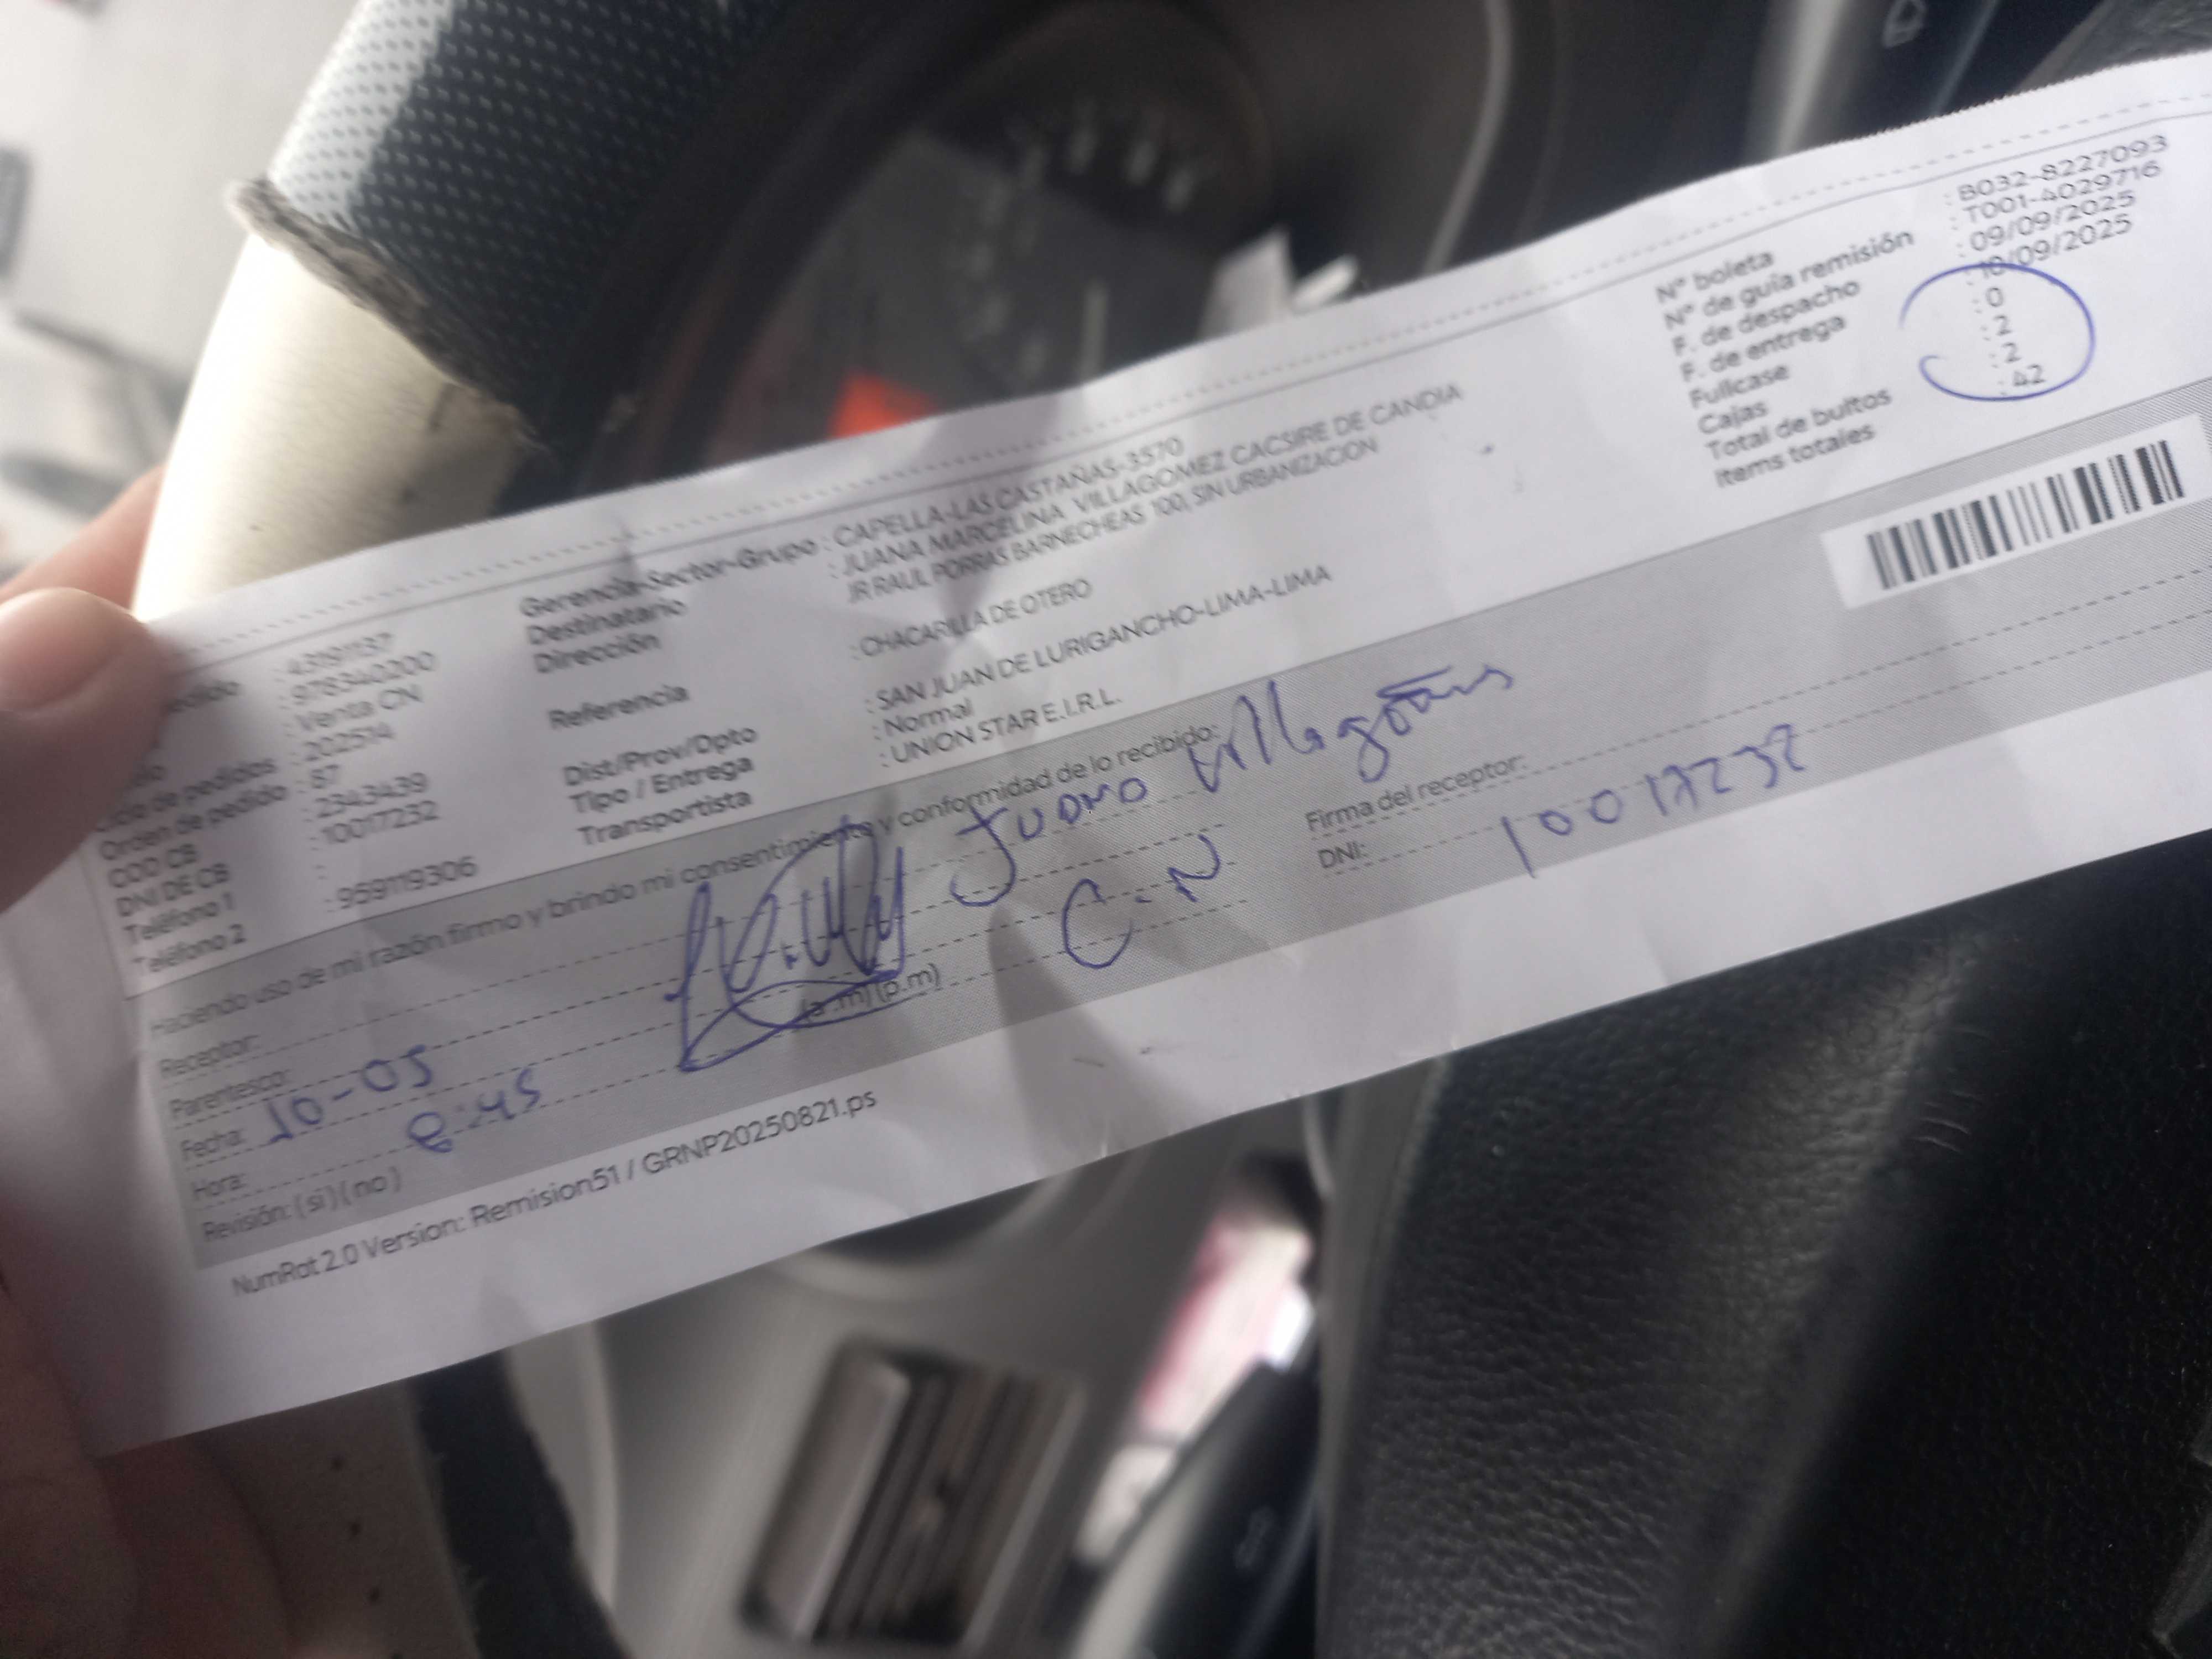 : 43191137
: 978340200
: Venta CN
Ciclo de pedidos : 202514
Orden de pedido : 87
COD CB : 2343439
DNI DE CB : 10017232
Teléfono 1 :
Teléfono 2 : 959119306
Gerencia-Sector-Grupo : CAPELLA-LAS CASTAÑAS-3570
Destinatario : JUANA MARCELINA VILLAGOMEZ CACSIRE DE CANDIA
Dirección JR RAUL PORRAS BARNECHEAS 100, SIN URBANIZACION
Referencia : CHACARILLA DE OTERO
Dist/Prov/Dpto : SAN JUAN DE LURIGANCHO-LIMA-LIMA
Tipo / Entrega : Normal
Transportista : UNION STAR E.I.R.L.
N° boleta : B032-8227093
N° de guía remisión : T001-4029716
F. de despacho : 09/09/2025
F. de entrega : 10/09/2025
Fullcase : 0
Cajas : 2
Total de bultos : 2
Items totales : 42
Haciendo uso de mi razón firmo y brindo mi consentimiento y conformidad de lo recibido:
Receptor: Juana
Parentesco: C.N
Fecha: 10-09
Hora: 8:45 (a.m) (p.m)
Revisión: ( si ) ( no )
Firma del receptor:
DNI: 10017232
NumRot 2.0 Version: Remision51 / GRNP20250821.ps